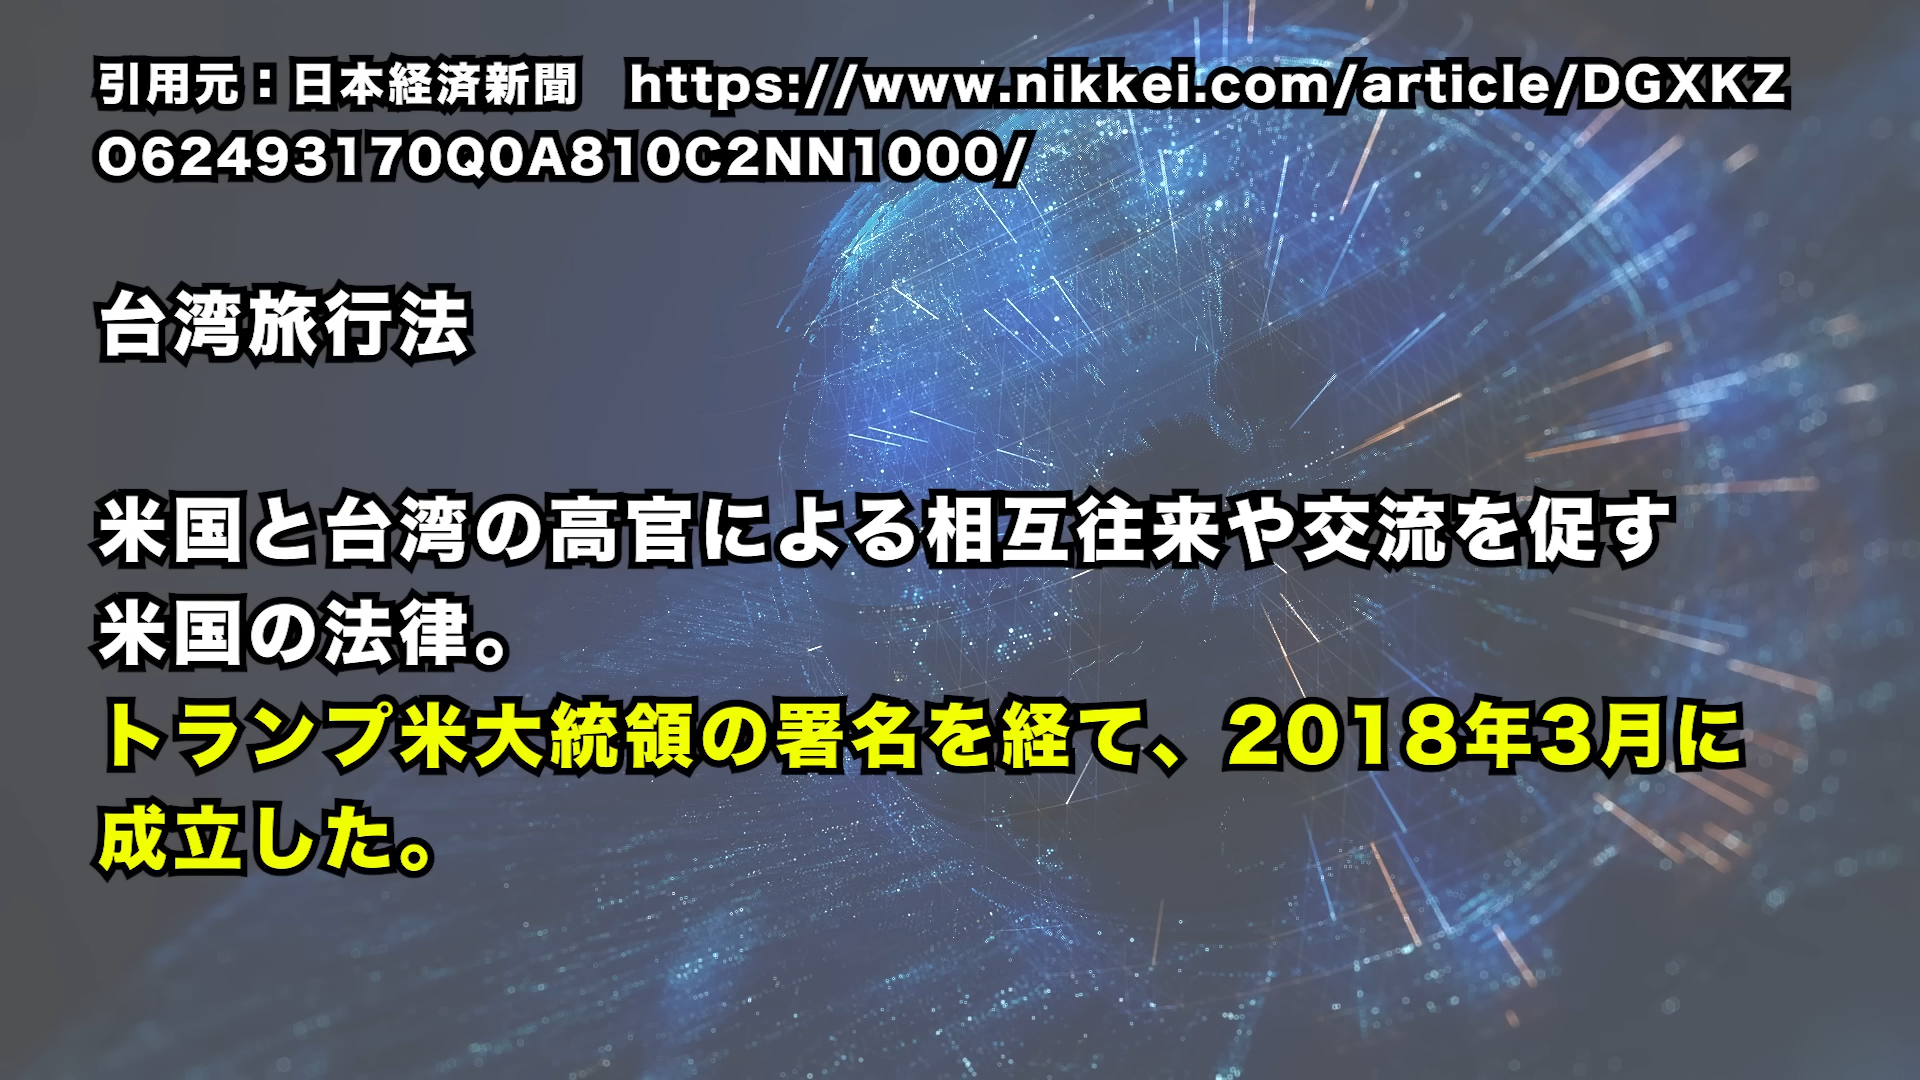 引用元：日本経済新聞　https://www.nikkei.com/article/DGXKZ
O62493170Q0A810C2NN1000/
台湾旅行法
米国と台湾の高官による相互往来や交流を促す
米国の法律。
トランプ米大統領の署名を経て、2018年3月に
成立した。